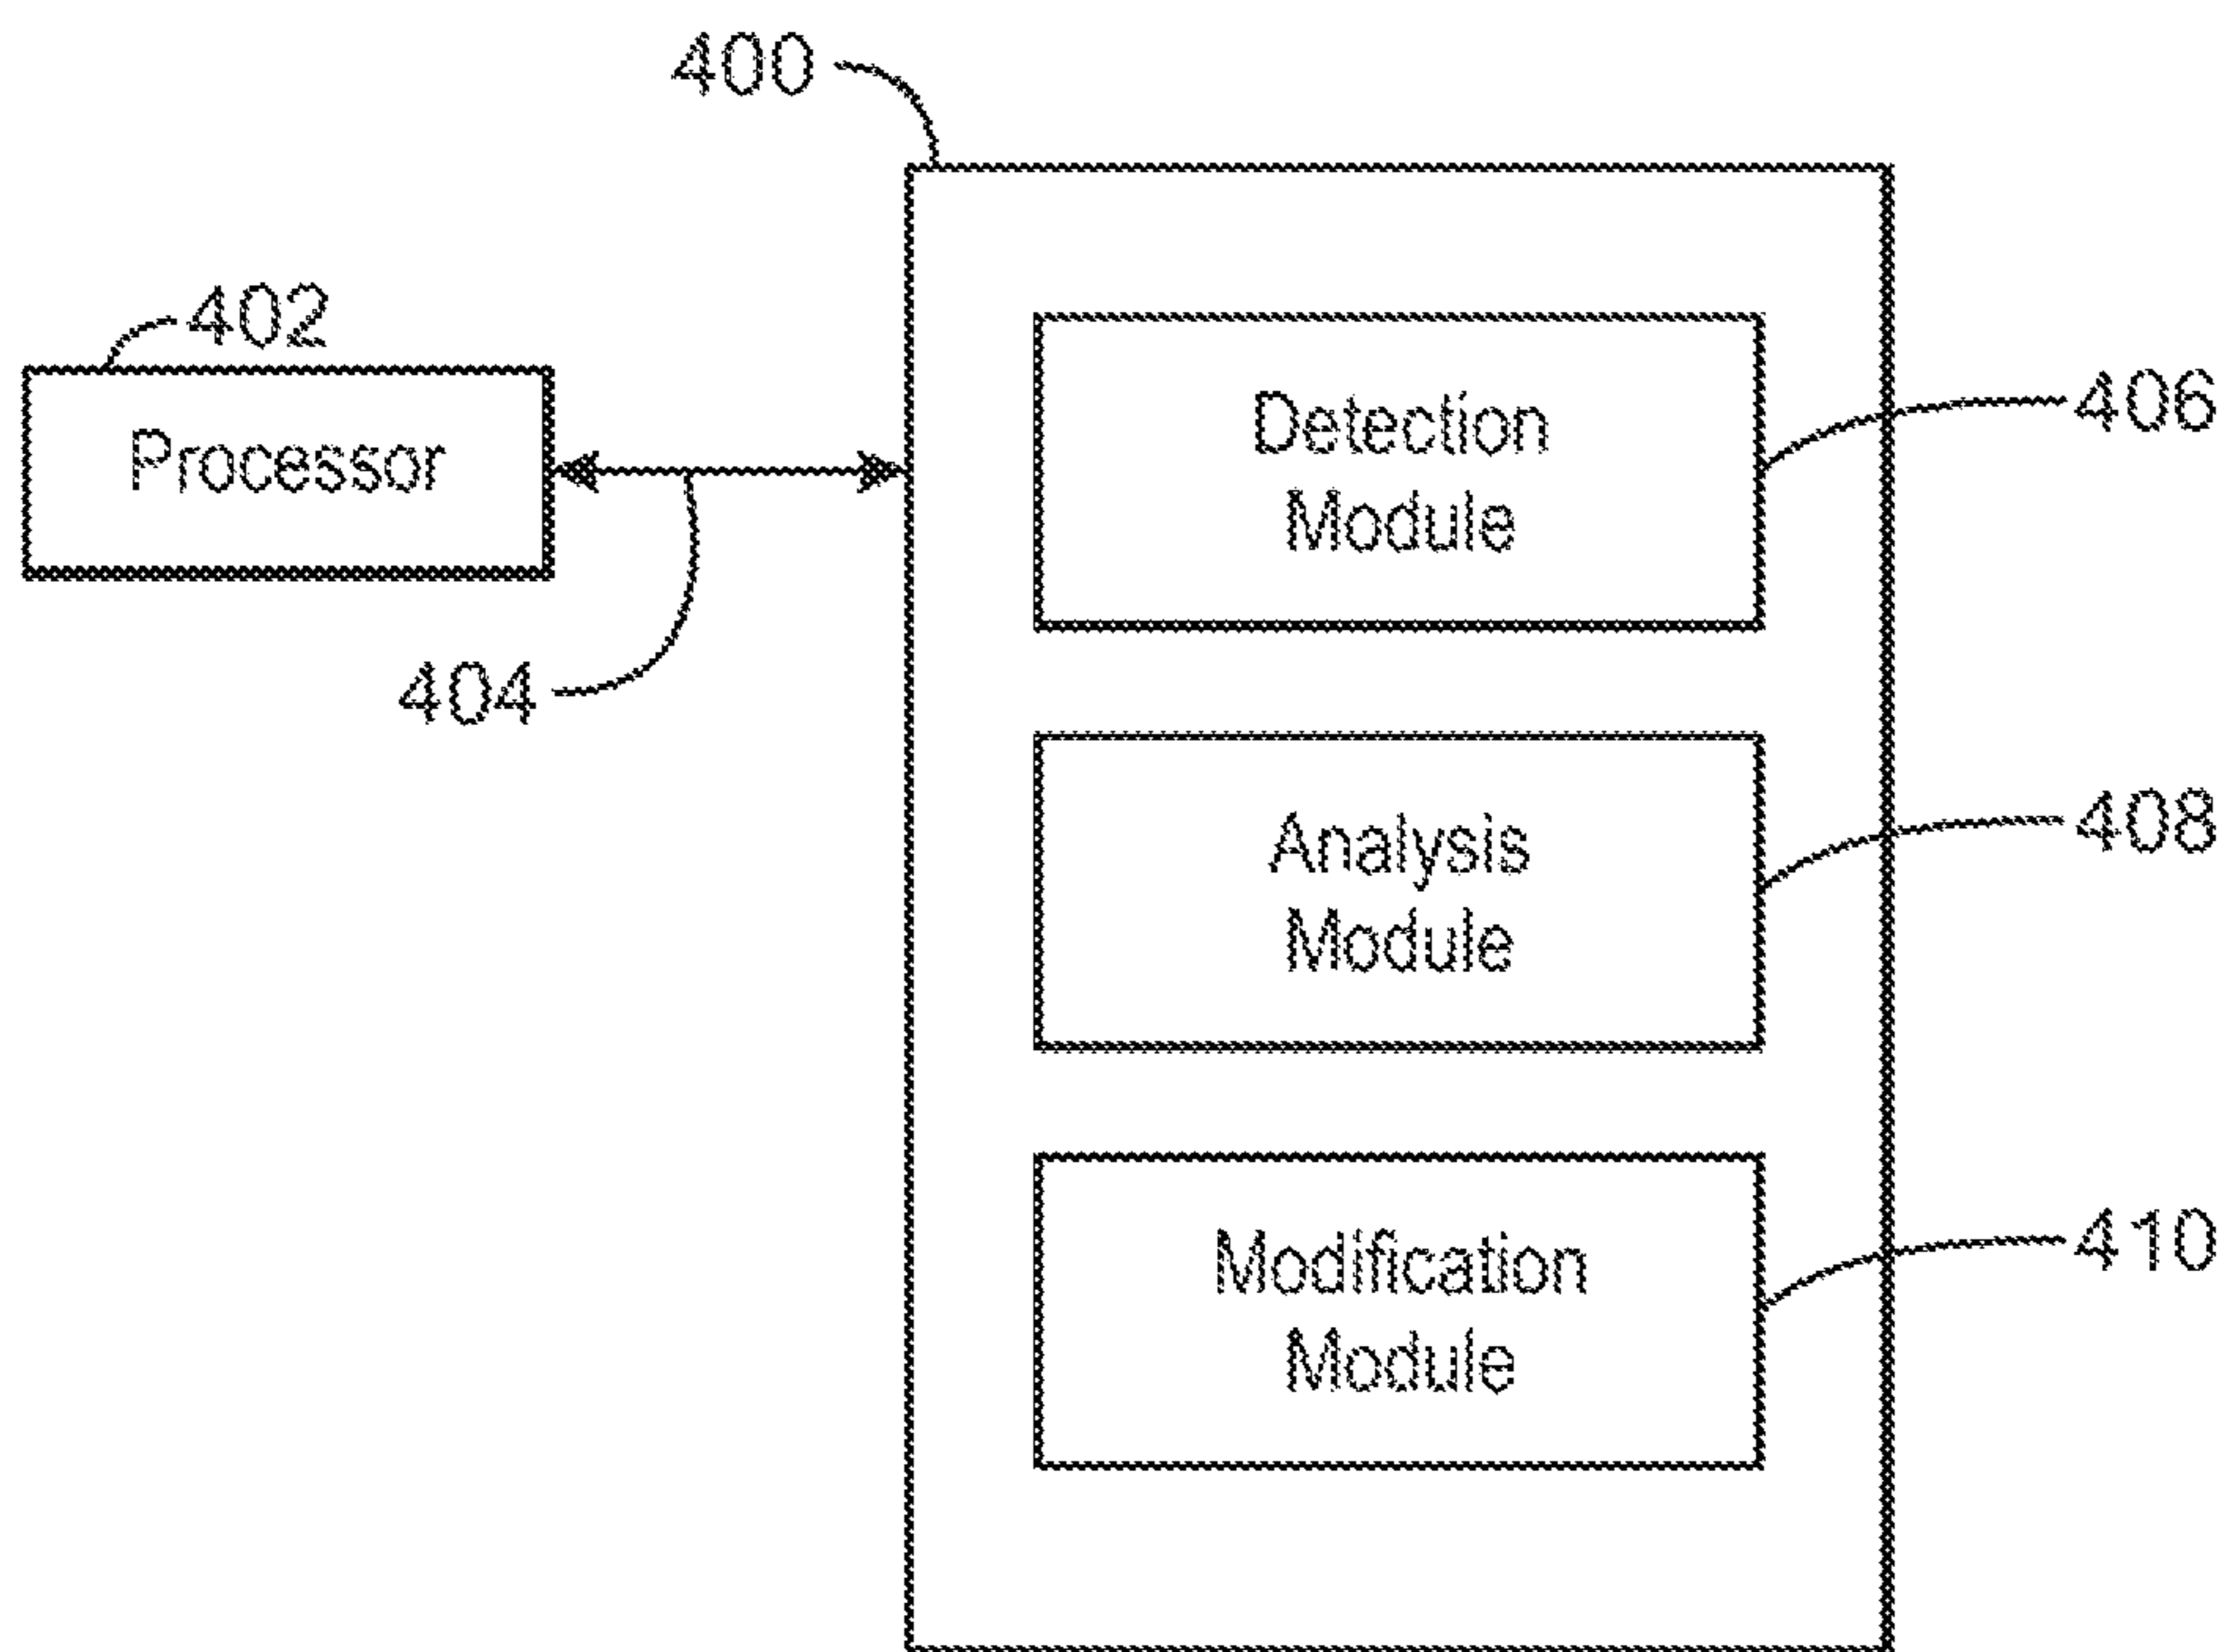 400
402
Processor
404
Detection
Module
406
Analysis
Module
408
Modification
Module
410